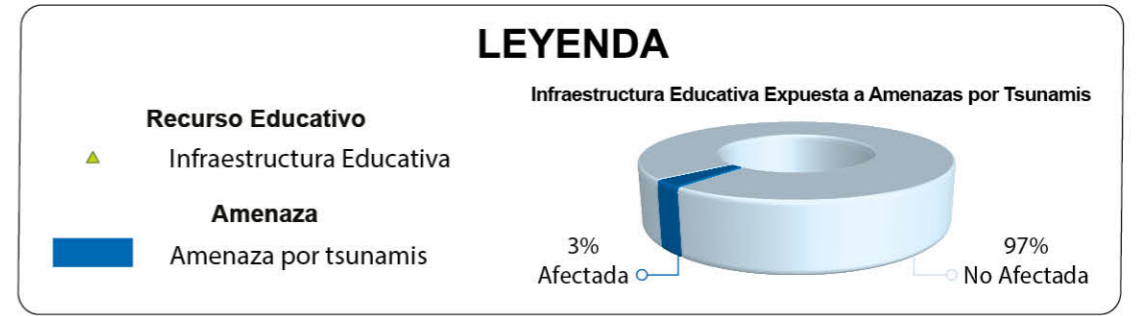 LEYENDA
Recurso Educativo
Infraestructura Educativa
Amenaza
Amenaza por tsunamis
Infraestructura Educativa Expuesta a Amenazas por Tsunamis
3%
Afectada
97%
No Afectada